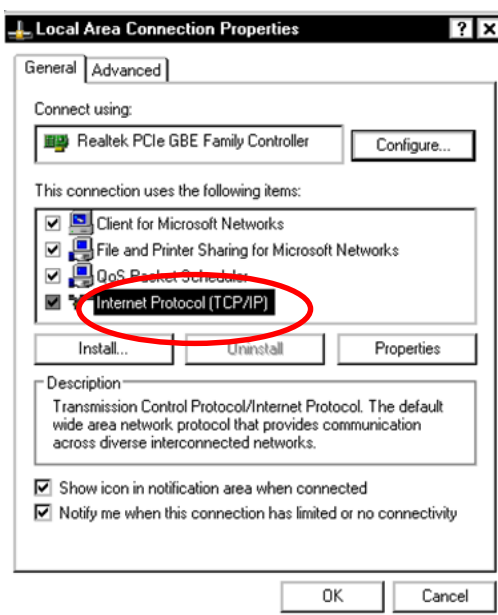 Local Area Connection Properties
General Advanced
Connect using:
Realtek PCIe GBE Family Controller Configure...
This connection uses the following items:
Client for Microsoft Networks
File and Printer Sharing for Microsoft Networks
QoS Packet Scheduler
Internet Protocol (TCP/IP)
Install... Uninstall Properties
Description
Transmission Control Protocol/Internet Protocol. The default
wide area network protocol that provides communication
across diverse interconnected networks.
Show icon in notification area when connected
Notify me when this connection has limited or no connectivity
OK Cancel